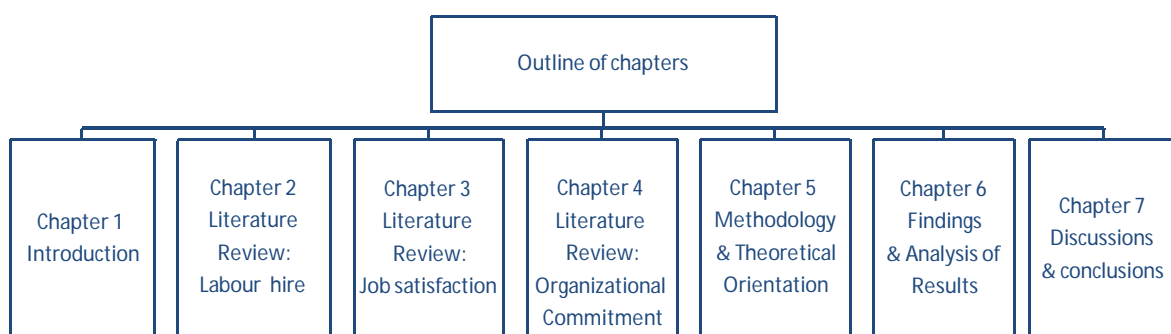 Outline of chapters
Chapter 1
Introduction
Chapter 2
Literature
Review:
Labour hire
Chapter 3
Literature
Review:
Job satisfaction
Chapter 4
Literature
Review:
Organizational
Commitment
Chapter 5
Methodology
& Theoretical
Orientation
Chapter 6
Findings
& Analysis of
Results
Chapter 7
Discussions
& conclusions